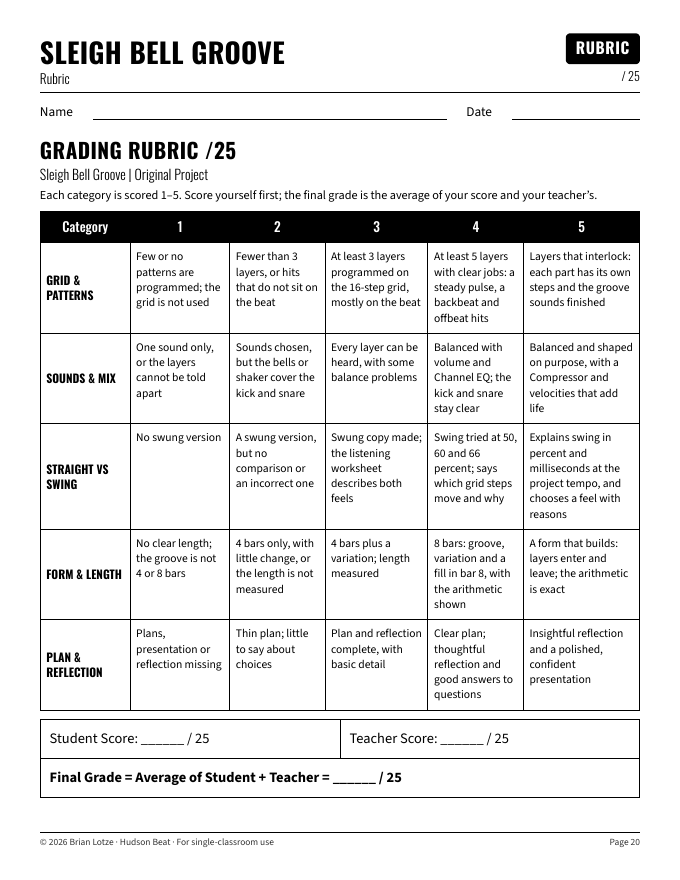 SLEIGH BELL GROOVE
RUBRIC
Rubric
/ 25
Name
Date
GRADING RUBRIC /25
Sleigh Bell Groove | Original Project
Each category is scored 1–5. Score yourself first; the final grade is the average of your score and your teacher’s.
Category 1 2 3 4 5
GRID &
PATTERNS
Few or no
patterns are
programmed; the
grid is not used
Fewer than 3
layers, or hits
that do not sit on
the beat
At least 3 layers
programmed on
the 16-step grid,
mostly on the beat
At least 5 layers
with clear jobs: a
steady pulse, a
backbeat and
offbeat hits
Layers that interlock:
each part has its own
steps and the groove
sounds finished
SOUNDS & MIX
One sound only,
or the layers
cannot be told
apart
Sounds chosen,
but the bells or
shaker cover the
kick and snare
Every layer can be
heard, with some
balance problems
Balanced with
volume and
Channel EQ; the
kick and snare
stay clear
Balanced and shaped
on purpose, with a
Compressor and
velocities that add
life
STRAIGHT VS
SWING
No swung version
A swung version,
but no
comparison or
an incorrect one
Swung copy made;
the listening
worksheet
describes both
feels
Swing tried at 50,
60 and 66
percent; says
which grid steps
move and why
Explains swing in
percent and
milliseconds at the
project tempo, and
chooses a feel with
reasons
FORM & LENGTH
No clear length;
the groove is not
4 or 8 bars
4 bars only, with
little change, or
the length is not
measured
4 bars plus a
variation; length
measured
8 bars: groove,
variation and a
fill in bar 8, with
the arithmetic
shown
A form that builds:
layers enter and
leave; the arithmetic
is exact
PLAN &
REFLECTION
Plans,
presentation or
reflection missing
Thin plan; little
to say about
choices
Plan and reflection
complete, with
basic detail
Clear plan;
thoughtful
reflection and
good answers to
questions
Insightful reflection
and a polished,
confident
presentation
Student Score: ______ / 25
Teacher Score: ______ / 25
Final Grade = Average of Student + Teacher = ______ / 25
© 2026 Brian Lotze · Hudson Beat · For single-classroom use
Page 20